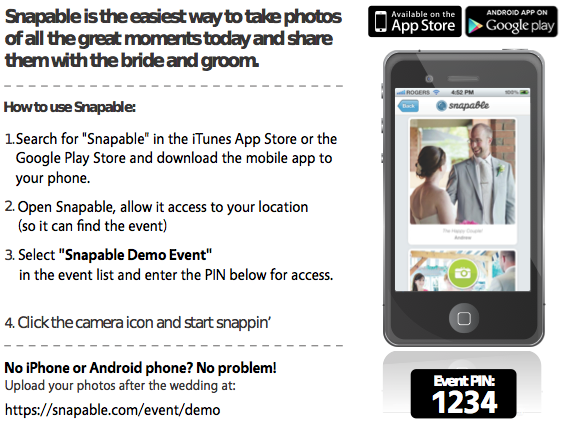 Snapable is the easiest way to take photos
of all the great moments today and share
them with the bride and groom.
Available on the
App Store
ANDROID APP ON
Google play
How to use Snapable:
1. Search for "Snapable" in the iTunes App Store or the
Google Play Store and download the mobile app to
your phone.
2. Open Snapable, allow it access to your location
(so it can find the event)
3. Select "Snapable Demo Event"
in the event list and enter the PIN below for access.
4. Click the camera icon and start snappin’
ROGERS 4:52 PM 100%
Back
snapable
The Happy Couple!
Andrew
No iPhone or Android phone? No problem!
Upload your photos after the wedding at:
https://snapable.com/event/demo
Event PIN:
1234